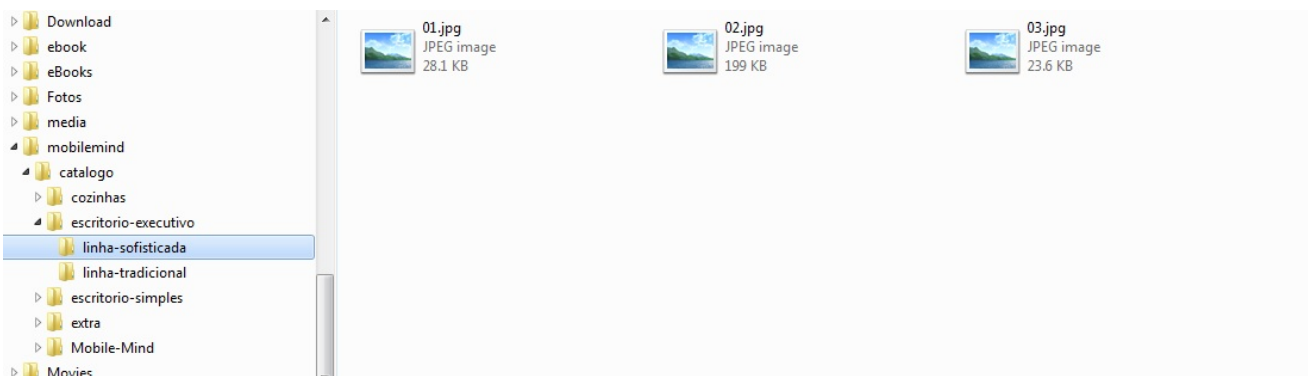 Download
ebook
eBooks
Fotos
media
mobilemind
catalogo
cozinhas
escritorio-executivo
linha-sofisticada
linha-tradicional
escritorio-simples
extra
Mobile-Mind
Movies
01.jpg
JPEG image
28.1 KB
02.jpg
JPEG image
199 KB
03.jpg
JPEG image
23.6 KB